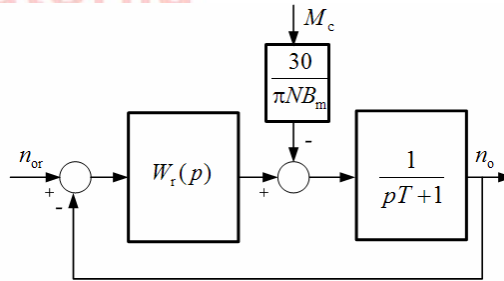 M_c
30
πNB_m
n_or
+
-
W_r(p)
+
-
1
pT+1
n_o